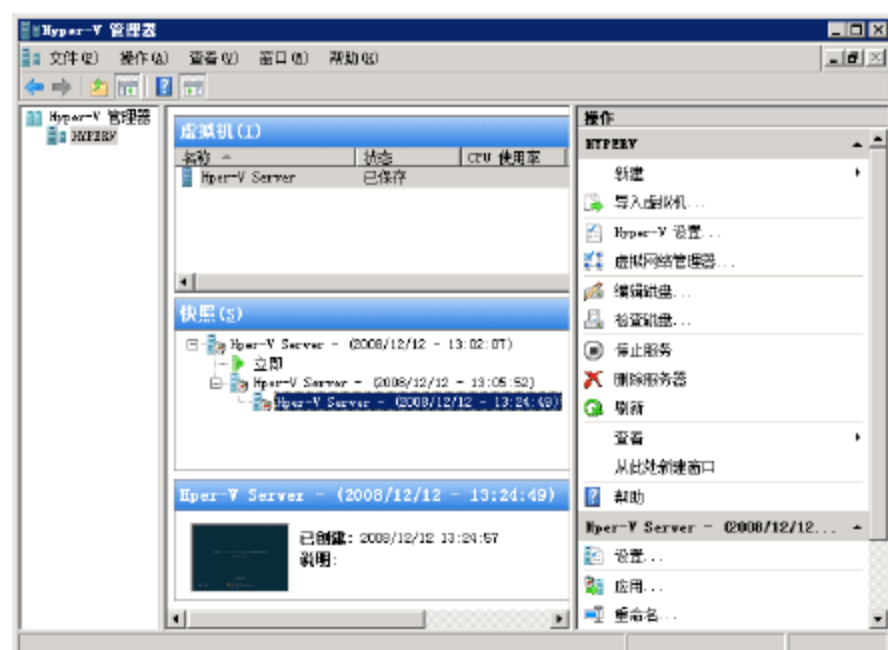 Hyper-V 管理器
文件(F) 操作(A) 查看(V) 窗口(W) 帮助(H)
Hyper-V 管理器
HYPERV
虚拟机(I)
名称 状态 CPU 使用率
Hper-V Server 已保存
快照(S)
Hper-V Server - (2008/12/12 - 13:02:07)
立即
Hper-V Server - (2008/12/12 - 13:05:52)
Hper-V Server - (2008/12/12 - 13:24:49)
Hper-V Server - (2008/12/12 - 13:24:49)
已创建: 2008/12/12 13:24:57
说明:
操作
HYPERV
新建
导入虚拟机...
Hyper-V 设置...
虚拟网络管理器...
编辑磁盘...
检查磁盘...
停止服务
删除服务器
刷新
查看
从此处新建窗口
帮助
Hper-V Server - (2008/12/12...
设置...
应用...
重命名...